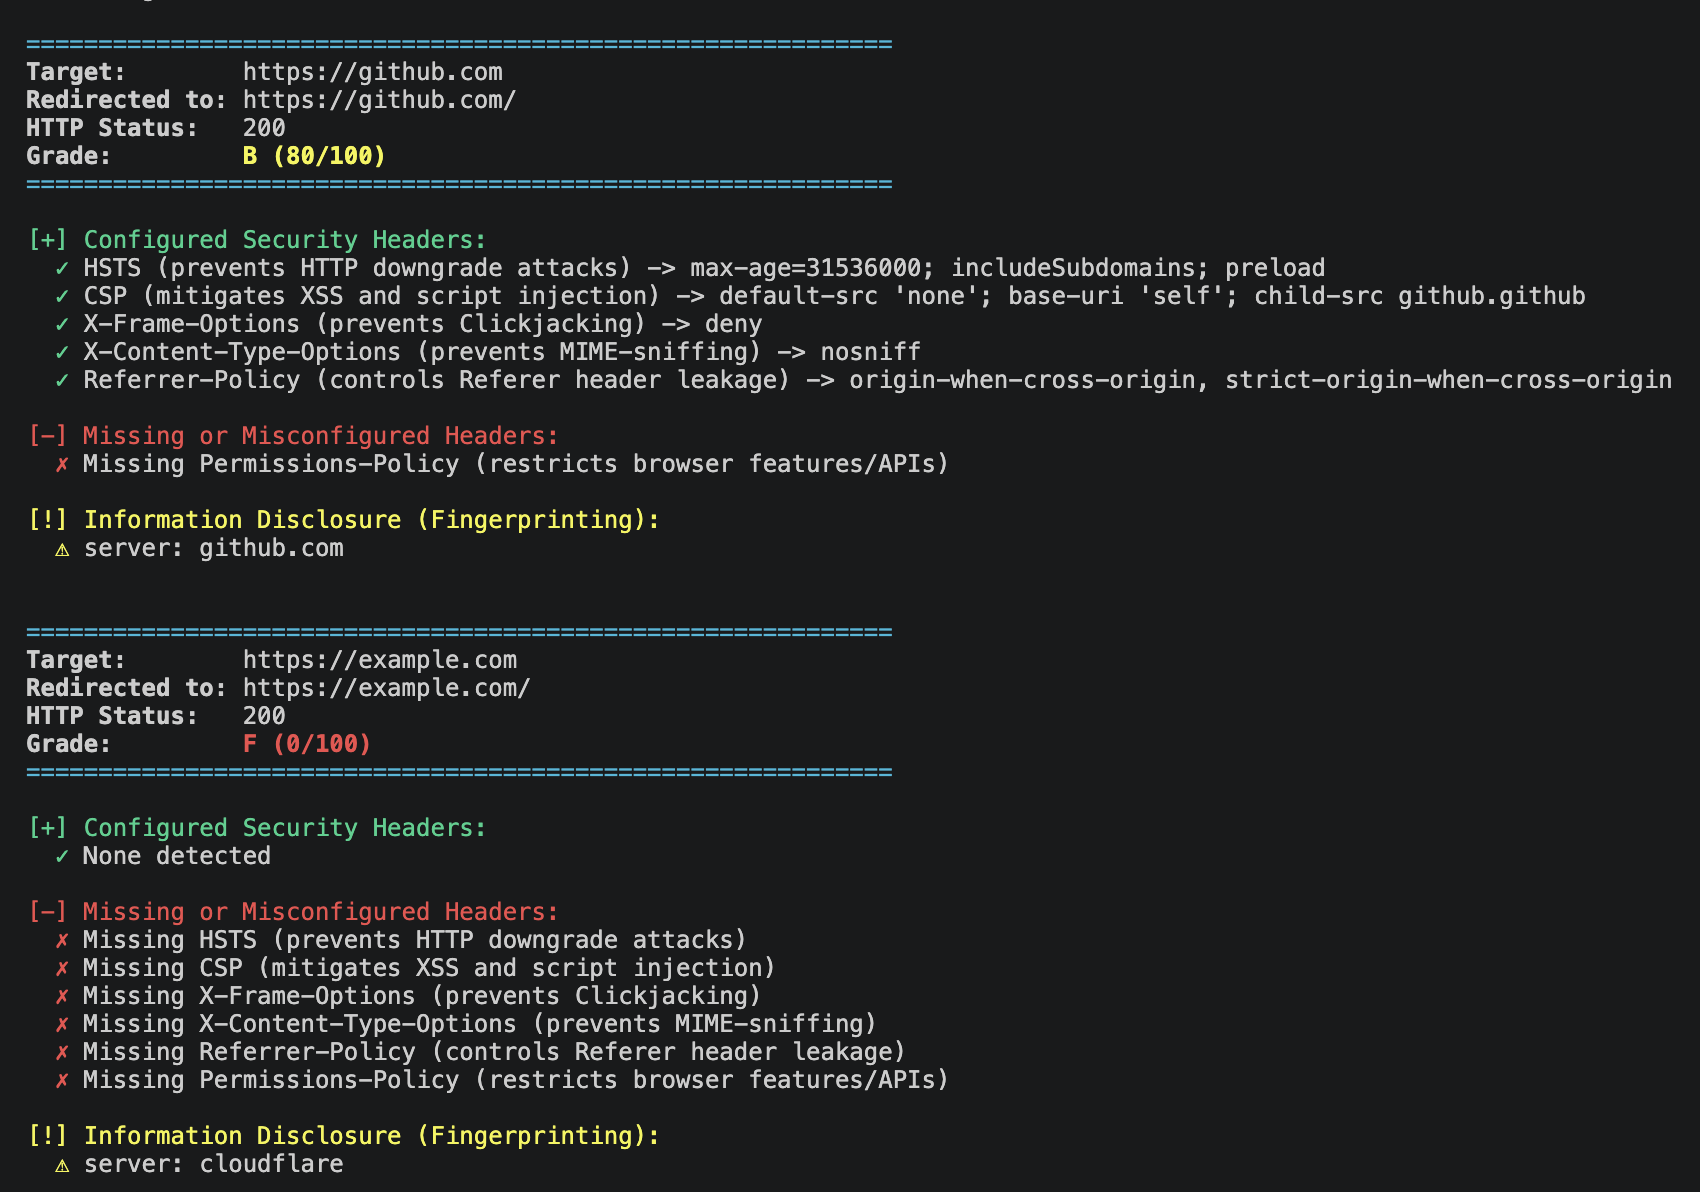 ============================================================
Target:         https://github.com
Redirected to: https://github.com/
HTTP Status:   200
Grade:         B (80/100)
============================================================
[+] Configured Security Headers:
✓ HSTS (prevents HTTP downgrade attacks) -> max-age=31536000; includeSubdomains; preload
✓ CSP (mitigates XSS and script injection) -> default-src 'none'; base-uri 'self'; child-src github.github
✓ X-Frame-Options (prevents Clickjacking) -> deny
✓ X-Content-Type-Options (prevents MIME-sniffing) -> nosniff
✓ Referrer-Policy (controls Referer header leakage) -> origin-when-cross-origin, strict-origin-when-cross-origin
[-] Missing or Misconfigured Headers:
✗ Missing Permissions-Policy (restricts browser features/APIs)
[!] Information Disclosure (Fingerprinting):
⚠ server: github.com
============================================================
Target:         https://example.com
Redirected to: https://example.com/
HTTP Status:   200
Grade:         F (0/100)
============================================================
[+] Configured Security Headers:
✓ None detected
[-] Missing or Misconfigured Headers:
✗ Missing HSTS (prevents HTTP downgrade attacks)
✗ Missing CSP (mitigates XSS and script injection)
✗ Missing X-Frame-Options (prevents Clickjacking)
✗ Missing X-Content-Type-Options (prevents MIME-sniffing)
✗ Missing Referrer-Policy (controls Referer header leakage)
✗ Missing Permissions-Policy (restricts browser features/APIs)
[!] Information Disclosure (Fingerprinting):
⚠ server: cloudflare